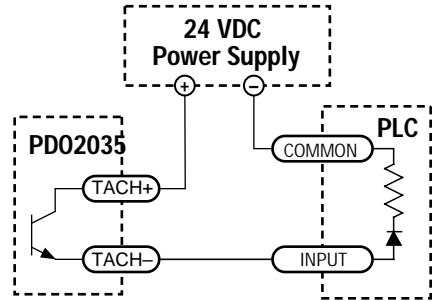 24 VDC
Power Supply
+ −
PLC
PDO2035
COMMON
TACH+
TACH–
INPUT